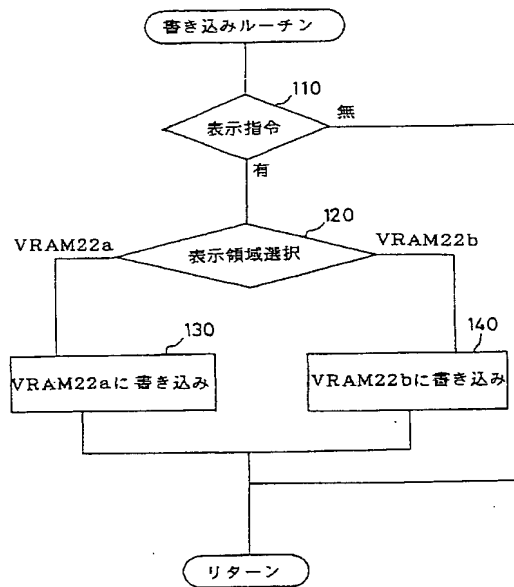 書き込みルーチン
110
表示指令
無
有
120
VRAM22a
表示領域選択
VRAM22b
130
140
VRAM22aに書き込み
VRAM22bに書き込み
リターン